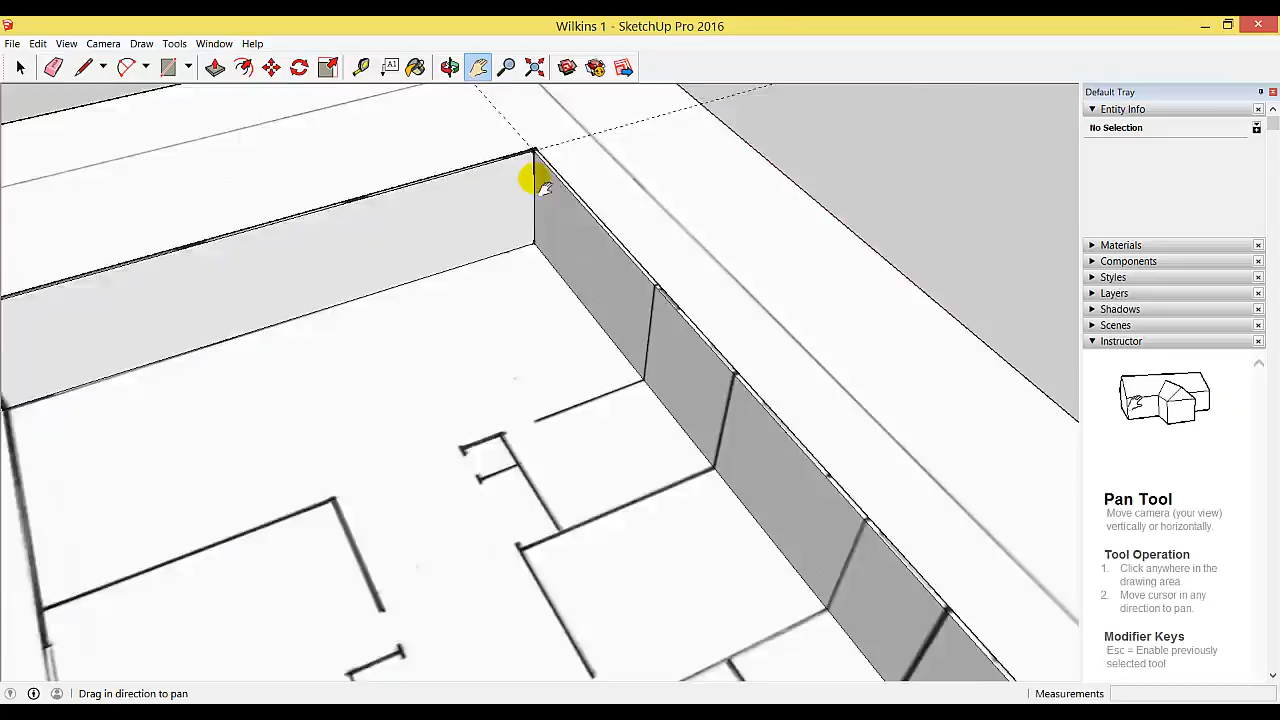 Wilkins 1 - SketchUp Pro 2016
File Edit View Camera Draw Tools Window Help
A1
Default Tray
Entity Info
No Selection
Materials
Components
Styles
Layers
Shadows
Scenes
Instructor
Pan Tool
Move camera (your view)
vertically or horizontally.
Tool Operation
1. Click anywhere in the
drawing area
2. Move cursor in any
direction to pan.
Modifier Keys
Esc = Enable previously
selected tool
Drag in direction to pan
Measurements